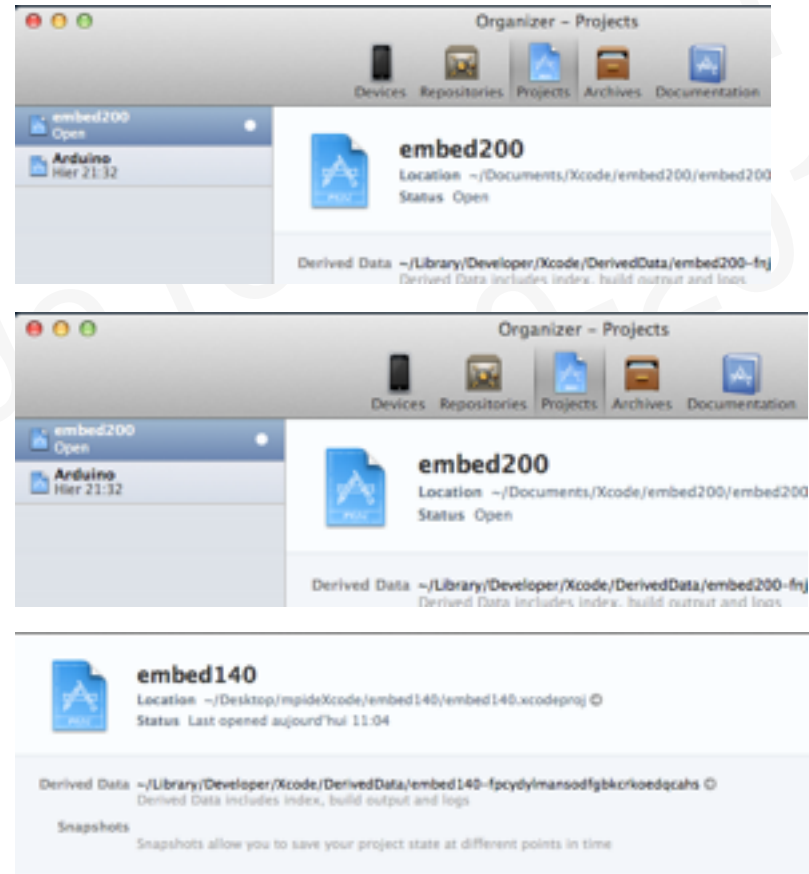 Organizer – Projects
Devices Repositories Projects Archives Documentation
embed200
Open
Arduino
Hier 21:32
embed200
Location ~/Documents/Xcode/embed200/embed200
Status Open
Derived Data ~/Library/Developer/Xcode/DerivedData/embed200-fnj
Derived Data includes index, build output and logs
Organizer – Projects
Devices Repositories Projects Archives Documentation
embed200
Open
Arduino
Hier 21:32
embed200
Location ~/Documents/Xcode/embed200/embed200
Status Open
Derived Data ~/Library/Developer/Xcode/DerivedData/embed200-fnj
Derived Data includes index, build output and logs
embed140
Location ~/Desktop/mpideXcode/embed140/embed140.xcodeproj
Status Last opened aujourd'hui 11:04
Derived Data ~/Library/Developer/Xcode/DerivedData/embed140-fpcydylmansodfgbkcrkoedqcahs
Derived Data includes index, build output and logs
Snapshots
Snapshots allow you to save your project state at different points in time